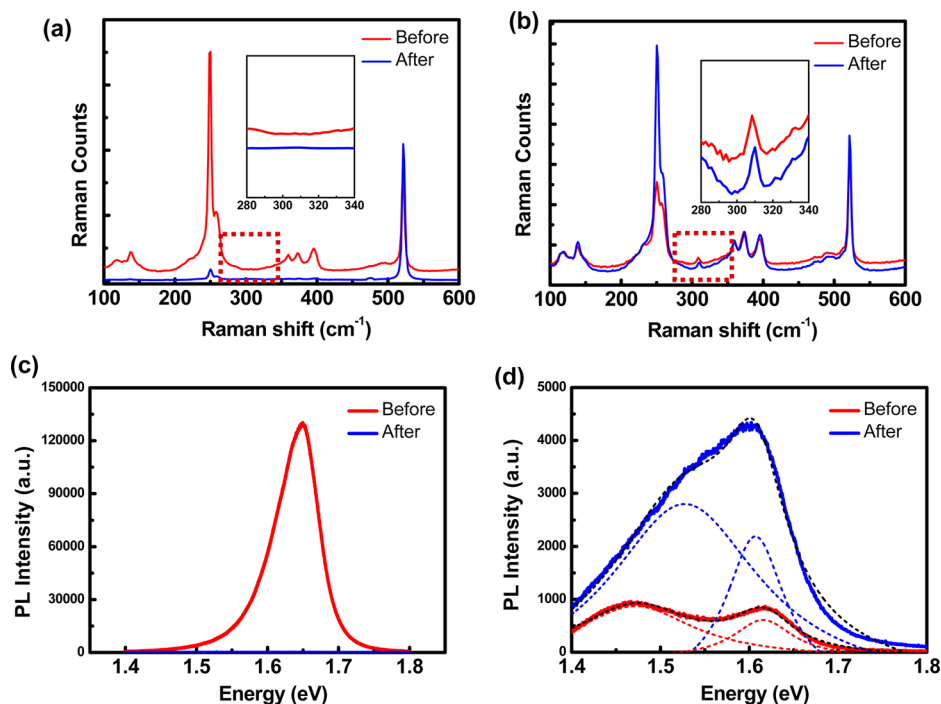 (a)
Before
After
Raman Counts
280 300 320 340
100 200 300 400 500 600
Raman shift (cm⁻¹)
(b)
Before
After
Raman Counts
280 300 320 340
100 200 300 400 500 600
Raman shift (cm⁻¹)
(c)
Before
After
PL Intensity (a.u.)
150000
120000
90000
60000
30000
0
1.4 1.5 1.6 1.7 1.8
Energy (eV)
(d)
Before
After
PL Intensity (a.u.)
5000
4000
3000
2000
1000
0
1.4 1.5 1.6 1.7 1.8
Energy (eV)